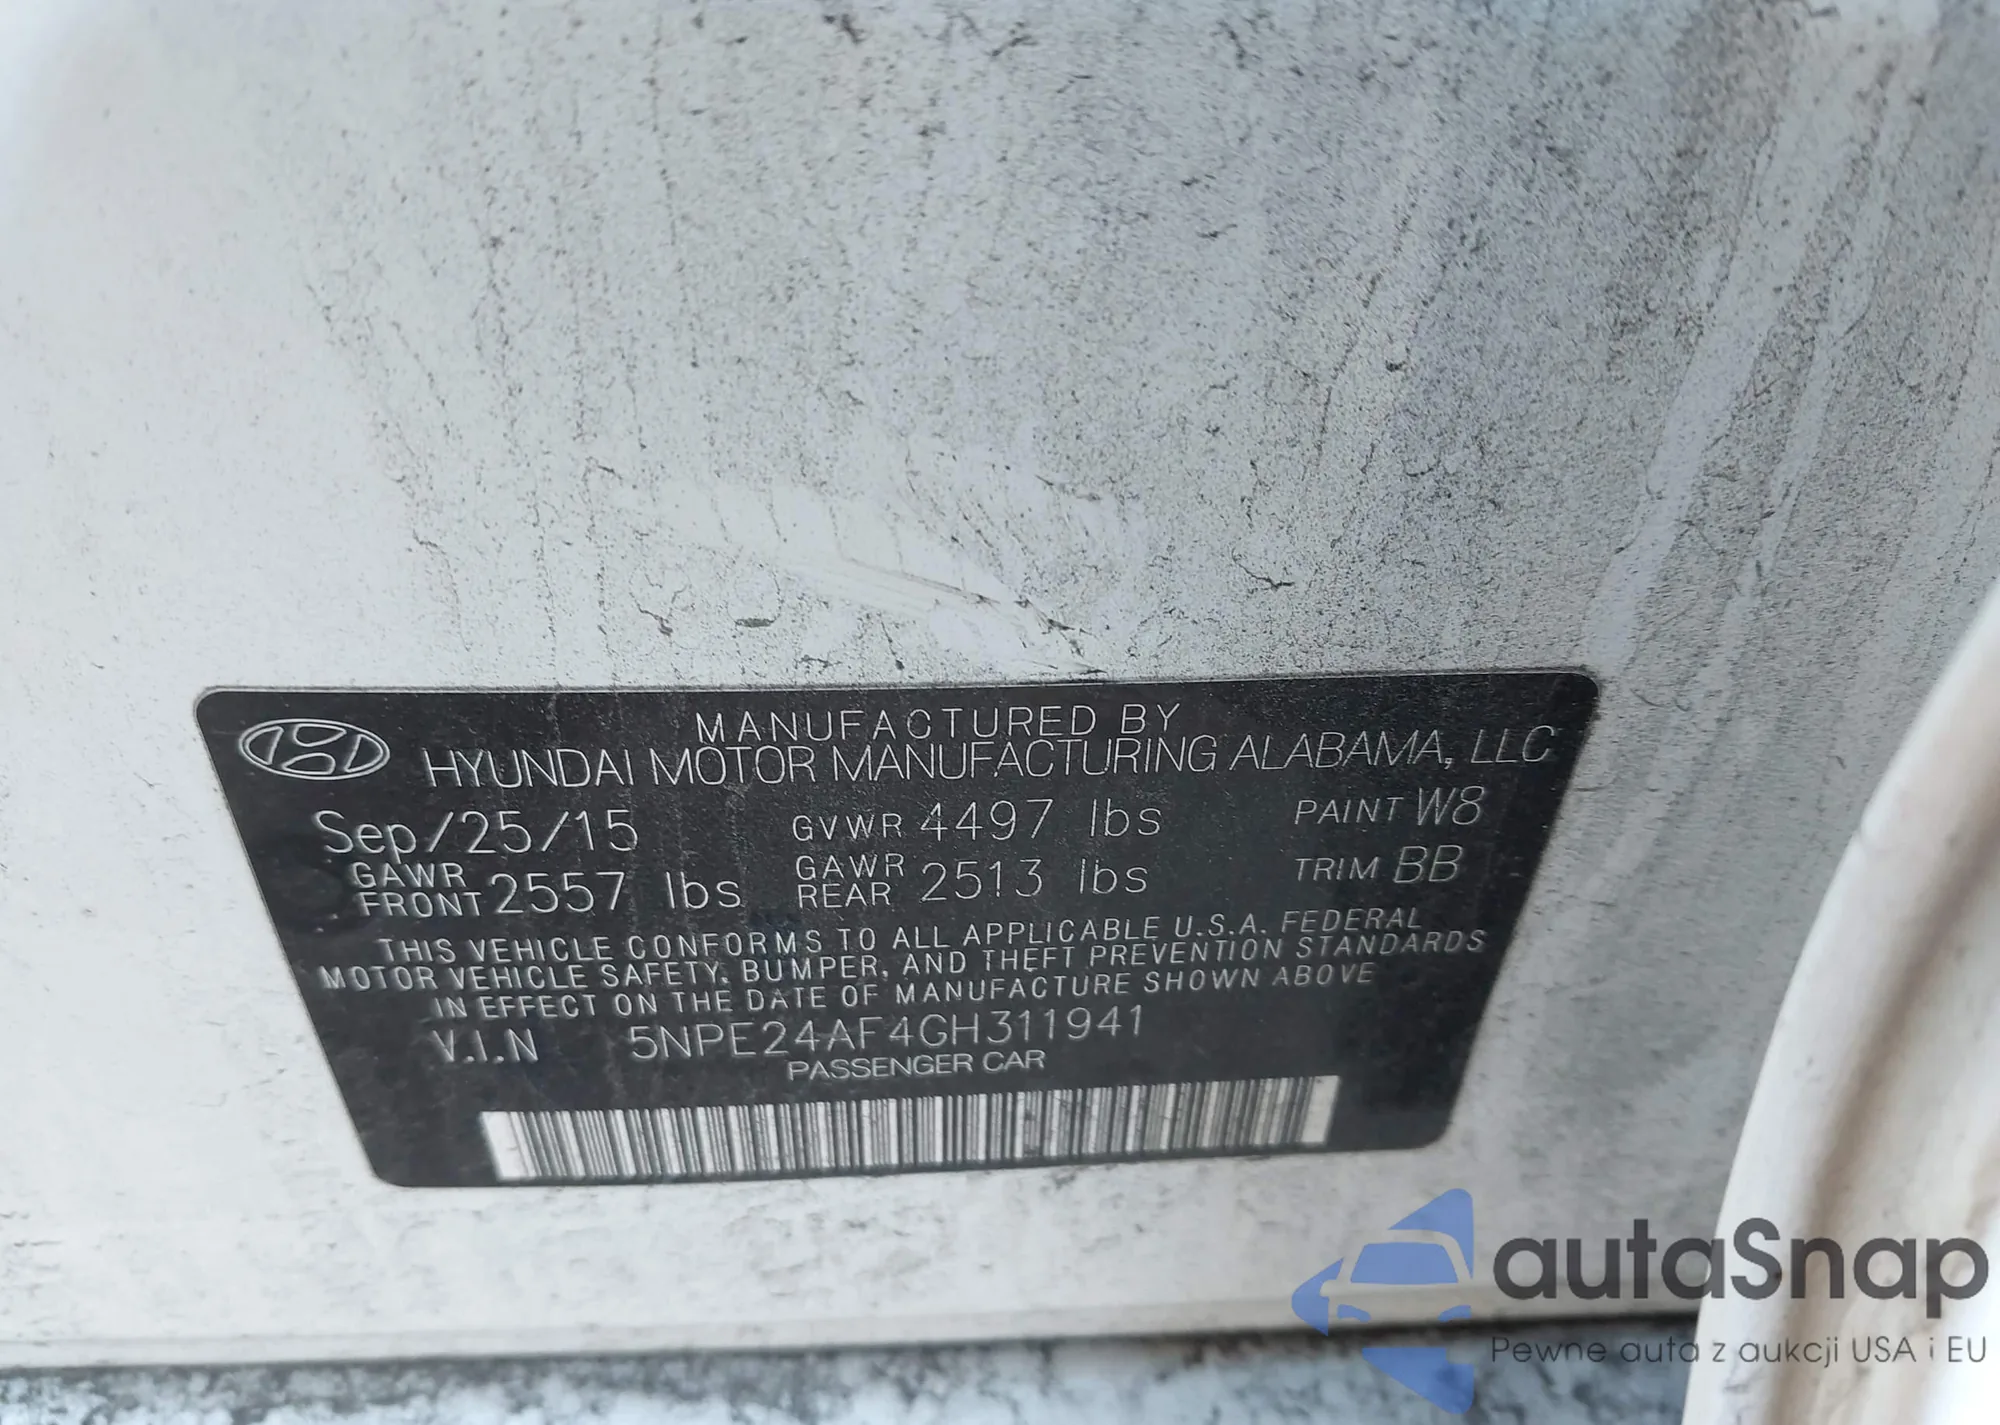 MANUFACTURED BY
HYUNDAI MOTOR MANUFACTURING ALABAMA, LLC
Sep/25/15 GVWR 4497 lbs PAINT W8
GAWR FRONT 2557 lbs GAWR REAR 2513 lbs TRIM BB
THIS VEHICLE CONFORMS TO ALL APPLICABLE U.S.A. FEDERAL
MOTOR VEHICLE SAFETY, BUMPER, AND THEFT PREVENTION STANDARDS
IN EFFECT ON THE DATE OF MANUFACTURE SHOWN ABOVE
V.I.N 5NPE24AF4GH311941
PASSENGER CAR
autaSnap
Pewne auta z aukcji USA i EU